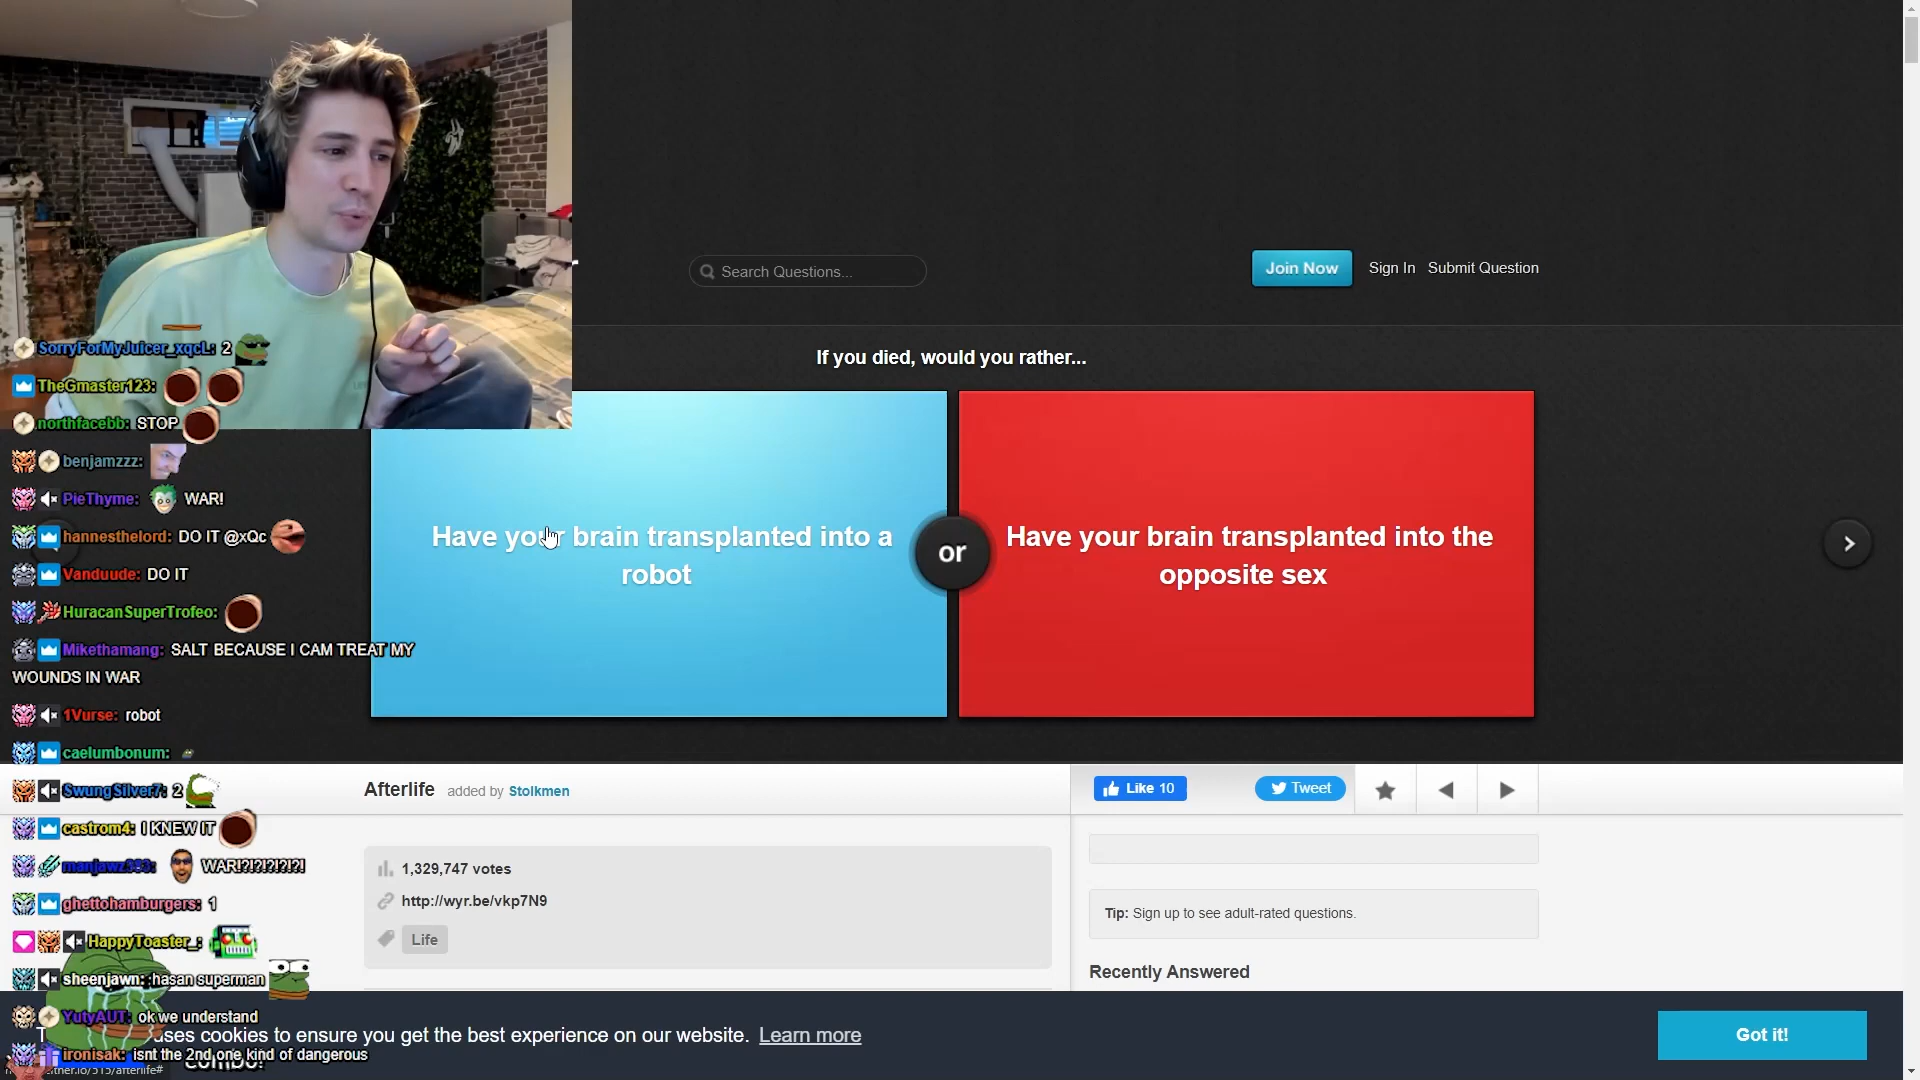 Search Questions...
Join Now
Sign In
Submit Question
If you died, would you rather...
Have your brain transplanted into a
robot
or
Have your brain transplanted into the
opposite sex
SorryForMyJuicer_xqcL: 2
TheGmaster123:
northfacebb: STOP
benjamzzz:
PieThyme: WAR!
hannesthelord: DO IT @xQc
Vanduude: DO IT
HuracanSuperTrofeo:
Mikethamang: SALT BECAUSE I CAM TREAT MY
WOUNDS IN WAR
1Vurse: robot
caelumbonum:
SwungSilver7: 2
castrom4: I KNEW IT
WAR!?!?!?!?!
ghettohamburgers: 1
HappyToaster_:
sheenjawn: :hasan superman
YutyAUT: ok we understand
ironisak: isnt the 2nd one kind of dangerous
Afterlife added by Stoikmen
Like 10
Tweet
1,329,747 votes
http://wyr.be/vkp7N9
Life
Tip: Sign up to see adult-rated questions.
Recently Answered
uses cookies to ensure you get the best experience on our website. Learn more
Got it!